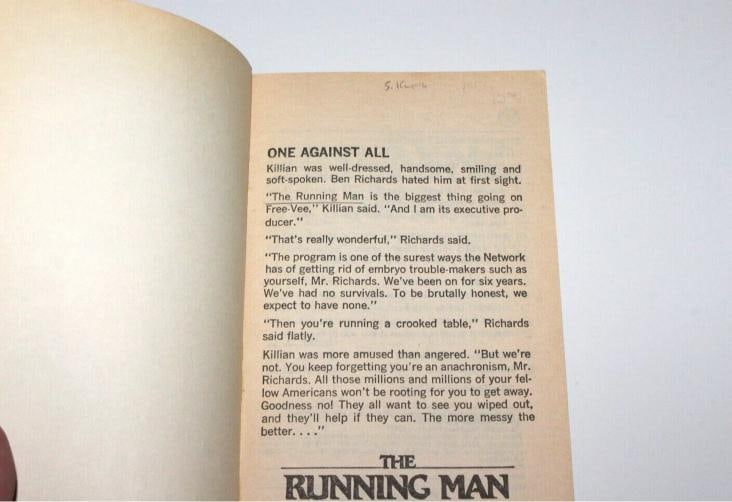 ONE AGAINST ALL
Killian was well-dressed, handsome, smiling and
soft-spoken. Ben Richards hated him at first sight.
"The Running Man is the biggest thing going on
Free-Vee," Killian said. "And I am its executive pro-
ducer."
"That's really wonderful," Richards said.
"The program is one of the surest ways the Network
has of getting rid of embryo trouble-makers such as
yourself, Mr. Richards. We've been on for six years.
We've had no survivals. To be brutally honest, we
expect to have none."
"Then you're running a crooked table," Richards
said flatly.
Killian was more amused than angered. "But we're
not. You keep forgetting you're an anachronism, Mr.
Richards. All those millions and millions of your fel-
low Americans won't be rooting for you to get away.
Goodness no! They all want to see you wiped out,
and they'll help if they can. The more messy the
better. . . ."
THE
RUNNING MAN